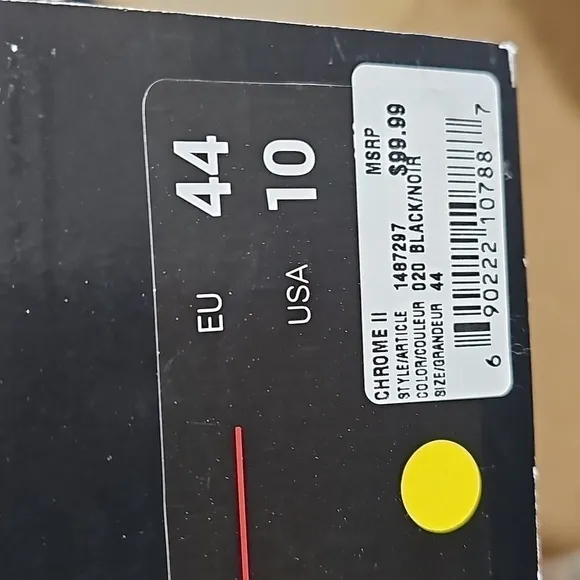 EU 44
USA 10
CHROME II MSRP
STYLE/ARTICLE 1487297 $99.99
COLOR/COULEUR 020 BLACK/NOIR
SIZE/GRANDEUR 44
6 90222 10788 7